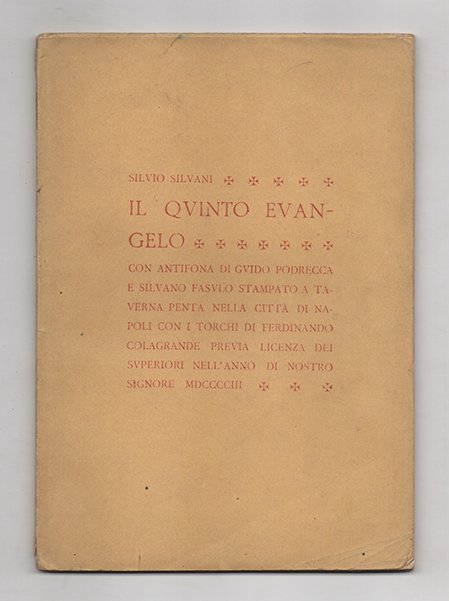 SILVIO SILVANI ✠ ✠ ✠ ✠ ✠
IL QVINTO EVAN-
GELO ✠ ✠ ✠ ✠ ✠ ✠ ✠
CON ANTIFONA DI GVIDO PODRECCA
E SILVANO FASVLO STAMPATO A TA-
VERNA PENTA NELLA CITTÀ DI NA-
POLI CON I TORCHI DI FERDINANDO
COLAGRANDE PREVIA LICENZA DEI
SVPERIORI NELL'ANNO DI NOSTRO
SIGNORE MDCCCCIII ✠ ✠ ✠